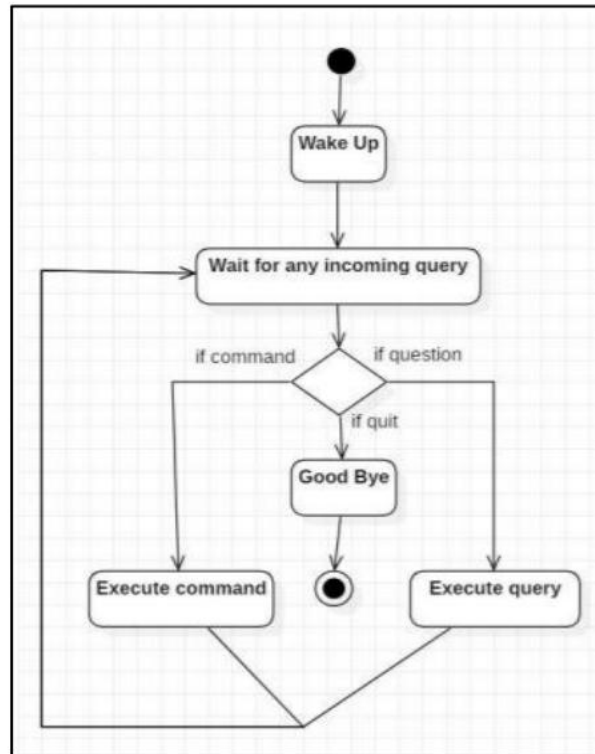 Wake Up
Wait for any incoming query
if command
if question
if quit
Good Bye
Execute command
Execute query